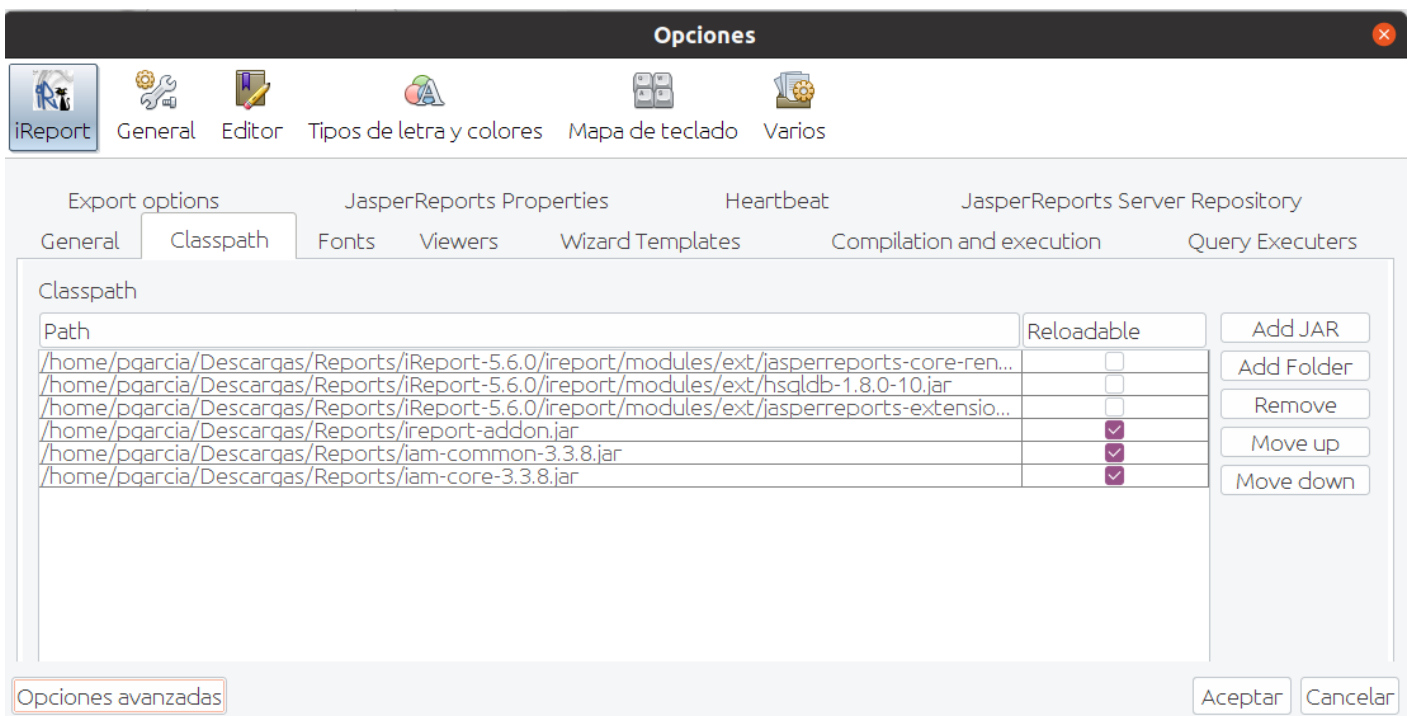 Opciones
iReport General Editor Tipos de letra y colores Mapa de teclado Varios
Export options JasperReports Properties Heartbeat JasperReports Server Repository
General Classpath Fonts Viewers Wizard Templates Compilation and execution Query Executers
Classpath
Path Reloadable Add JAR
/home/pgarcia/Descargas/Reports/iReport-5.6.0/ireport/modules/ext/jasperreports-core-ren...
Add Folder
/home/pgarcia/Descargas/Reports/iReport-5.6.0/ireport/modules/ext/hsqldb-1.8.0-10.jar
/home/pgarcia/Descargas/Reports/iReport-5.6.0/ireport/modules/ext/jasperreports-extensio...
Remove
/home/pgarcia/Descargas/Reports/ireport-addon.jar
Move up
/home/pgarcia/Descargas/Reports/iam-common-3.3.8.jar
/home/pgarcia/Descargas/Reports/iam-core-3.3.8.jar
Move down
Opciones avanzadas Aceptar Cancelar